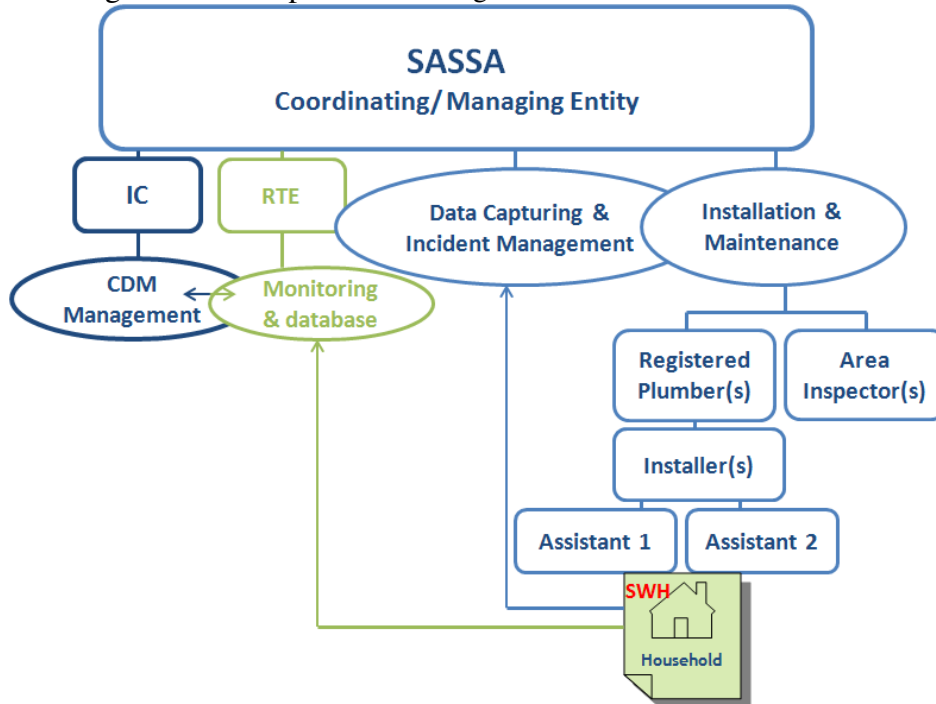 SASSA
Coordinating/Managing Entity
IC
RTE
Data Capturing &
Incident Management
Installation &
Maintenance
CDM
Management
Monitoring
& database
Registered
Plumber(s)
Area
Inspector(s)
Installer(s)
Assistant 1
Assistant 2
SWH
Household